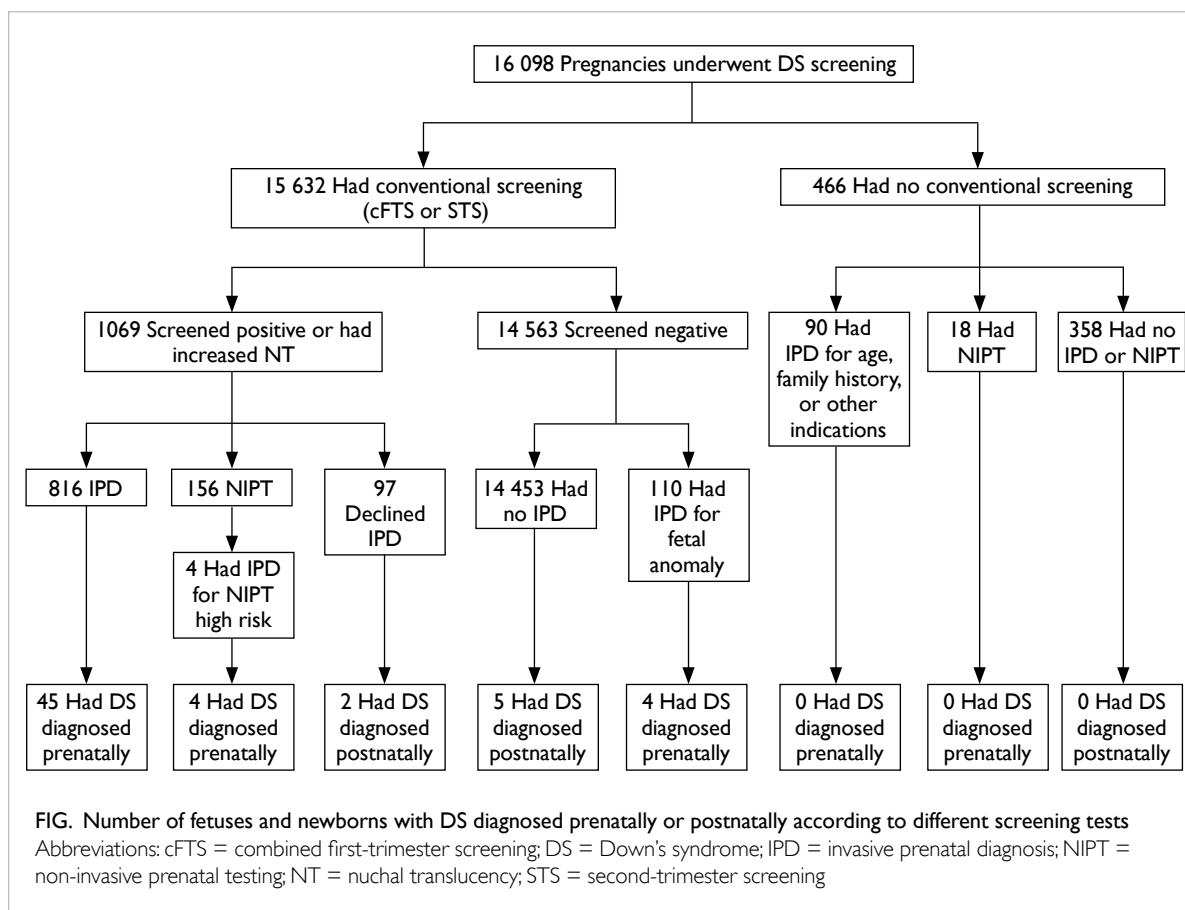 16 098 Pregnancies underwent DS screening
15 632 Had conventional screening
(cFTS or STS)
466 Had no conventional screening
1069 Screened positive or had
increased NT
14 563 Screened negative
90 Had
IPD for age,
family history,
or other
indications
18 Had
NIPT
358 Had no
IPD or NIPT
816 IPD
156 NIPT
97
Declined
IPD
14 453 Had
no IPD
110 Had
IPD for
fetal
anomaly
4 Had IPD
for NIPT
high risk
45 Had DS
diagnosed
prenatally
4 Had DS
diagnosed
prenatally
2 Had DS
diagnosed
postnatally
5 Had DS
diagnosed
postnatally
4 Had DS
diagnosed
prenatally
0 Had DS
diagnosed
prenatally
0 Had DS
diagnosed
prenatally
0 Had DS
diagnosed
postnatally
FIG. Number of fetuses and newborns with DS diagnosed prenatally or postnatally according to different screening tests
Abbreviations: cFTS = combined first-trimester screening; DS = Down's syndrome; IPD = invasive prenatal diagnosis; NIPT =
non-invasive prenatal testing; NT = nuchal translucency; STS = second-trimester screening